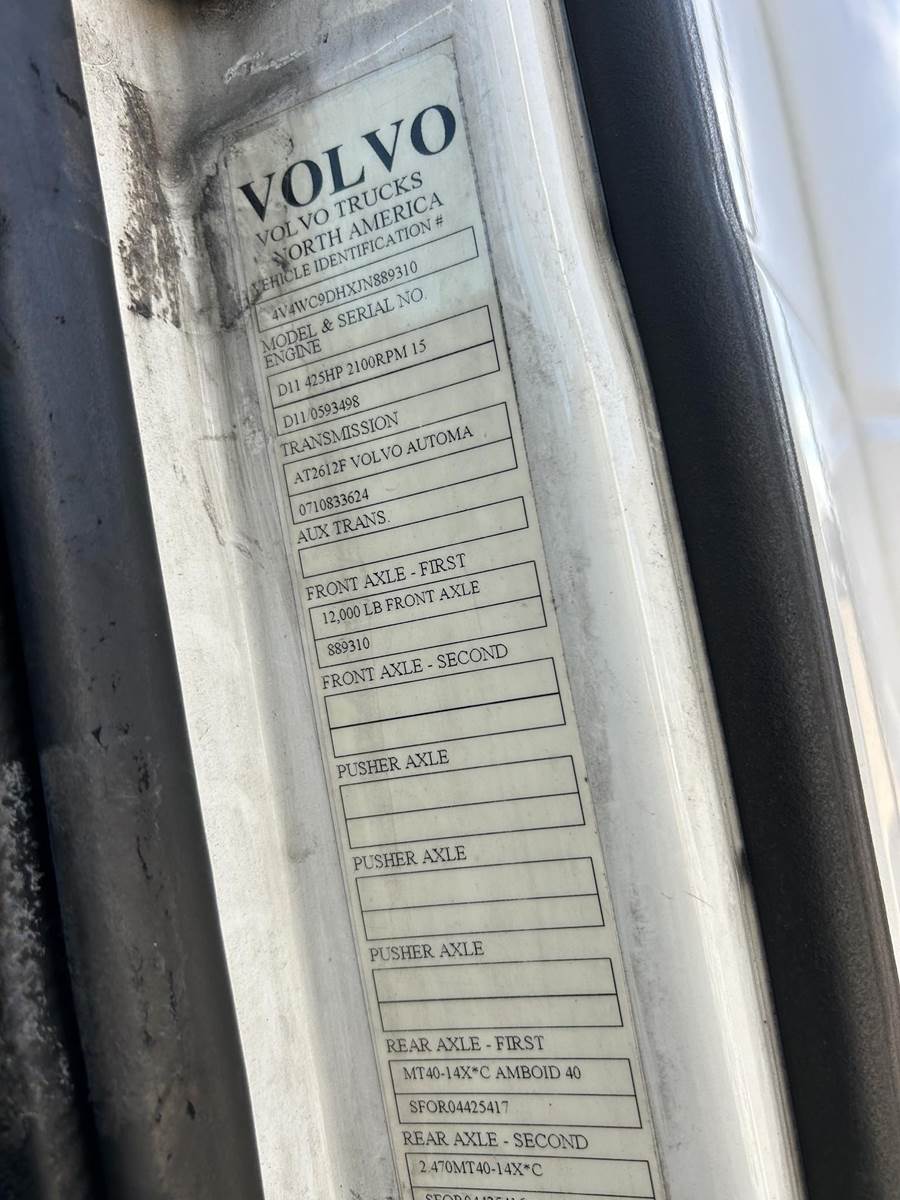 VOLVO
VOLVO TRUCKS
NORTH AMERICA
VEHICLE IDENTIFICATION #
4V4WC9DHXJN889310
MODEL & SERIAL NO.
ENGINE
D11 425HP 2100RPM 15
D11/0593498
TRANSMISSION
AT2612F VOLVO AUTOMA
0710833624
AUX TRANS.
FRONT AXLE - FIRST
12,000 LB FRONT AXLE
889310
FRONT AXLE - SECOND
PUSHER AXLE
PUSHER AXLE
PUSHER AXLE
REAR AXLE - FIRST
MT40-14X*C AMBOID 40
SFOR04425417
REAR AXLE - SECOND
2.470MT40-14X*C